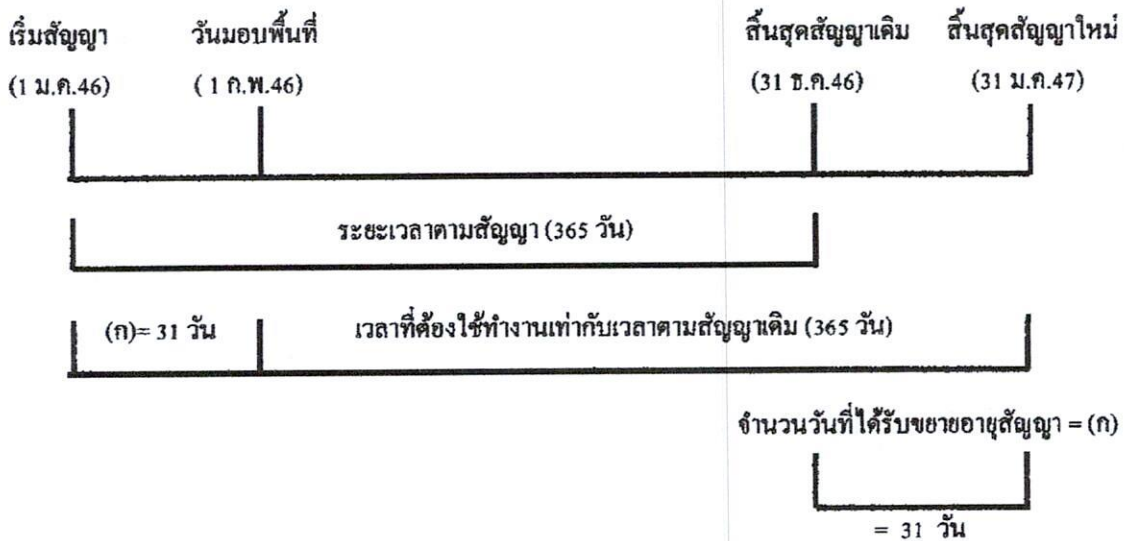 เริ่มสัญญา วันมอบพื้นที่ สิ้นสุดสัญญาเดิม สิ้นสุดสัญญาใหม่
(1 ม.ค.46) ( 1 ก.พ.46) (31 ธ.ค.46) (31 ม.ค.47)
ระยะเวลาตามสัญญา (365 วัน)
(ก)= 31 วัน เวลาที่ต้องใช้ทำงานเท่ากับเวลาตามสัญญาเดิม (365 วัน)
จำนวนวันที่ได้รับขยายอายุสัญญา = (ก)
= 31 วัน